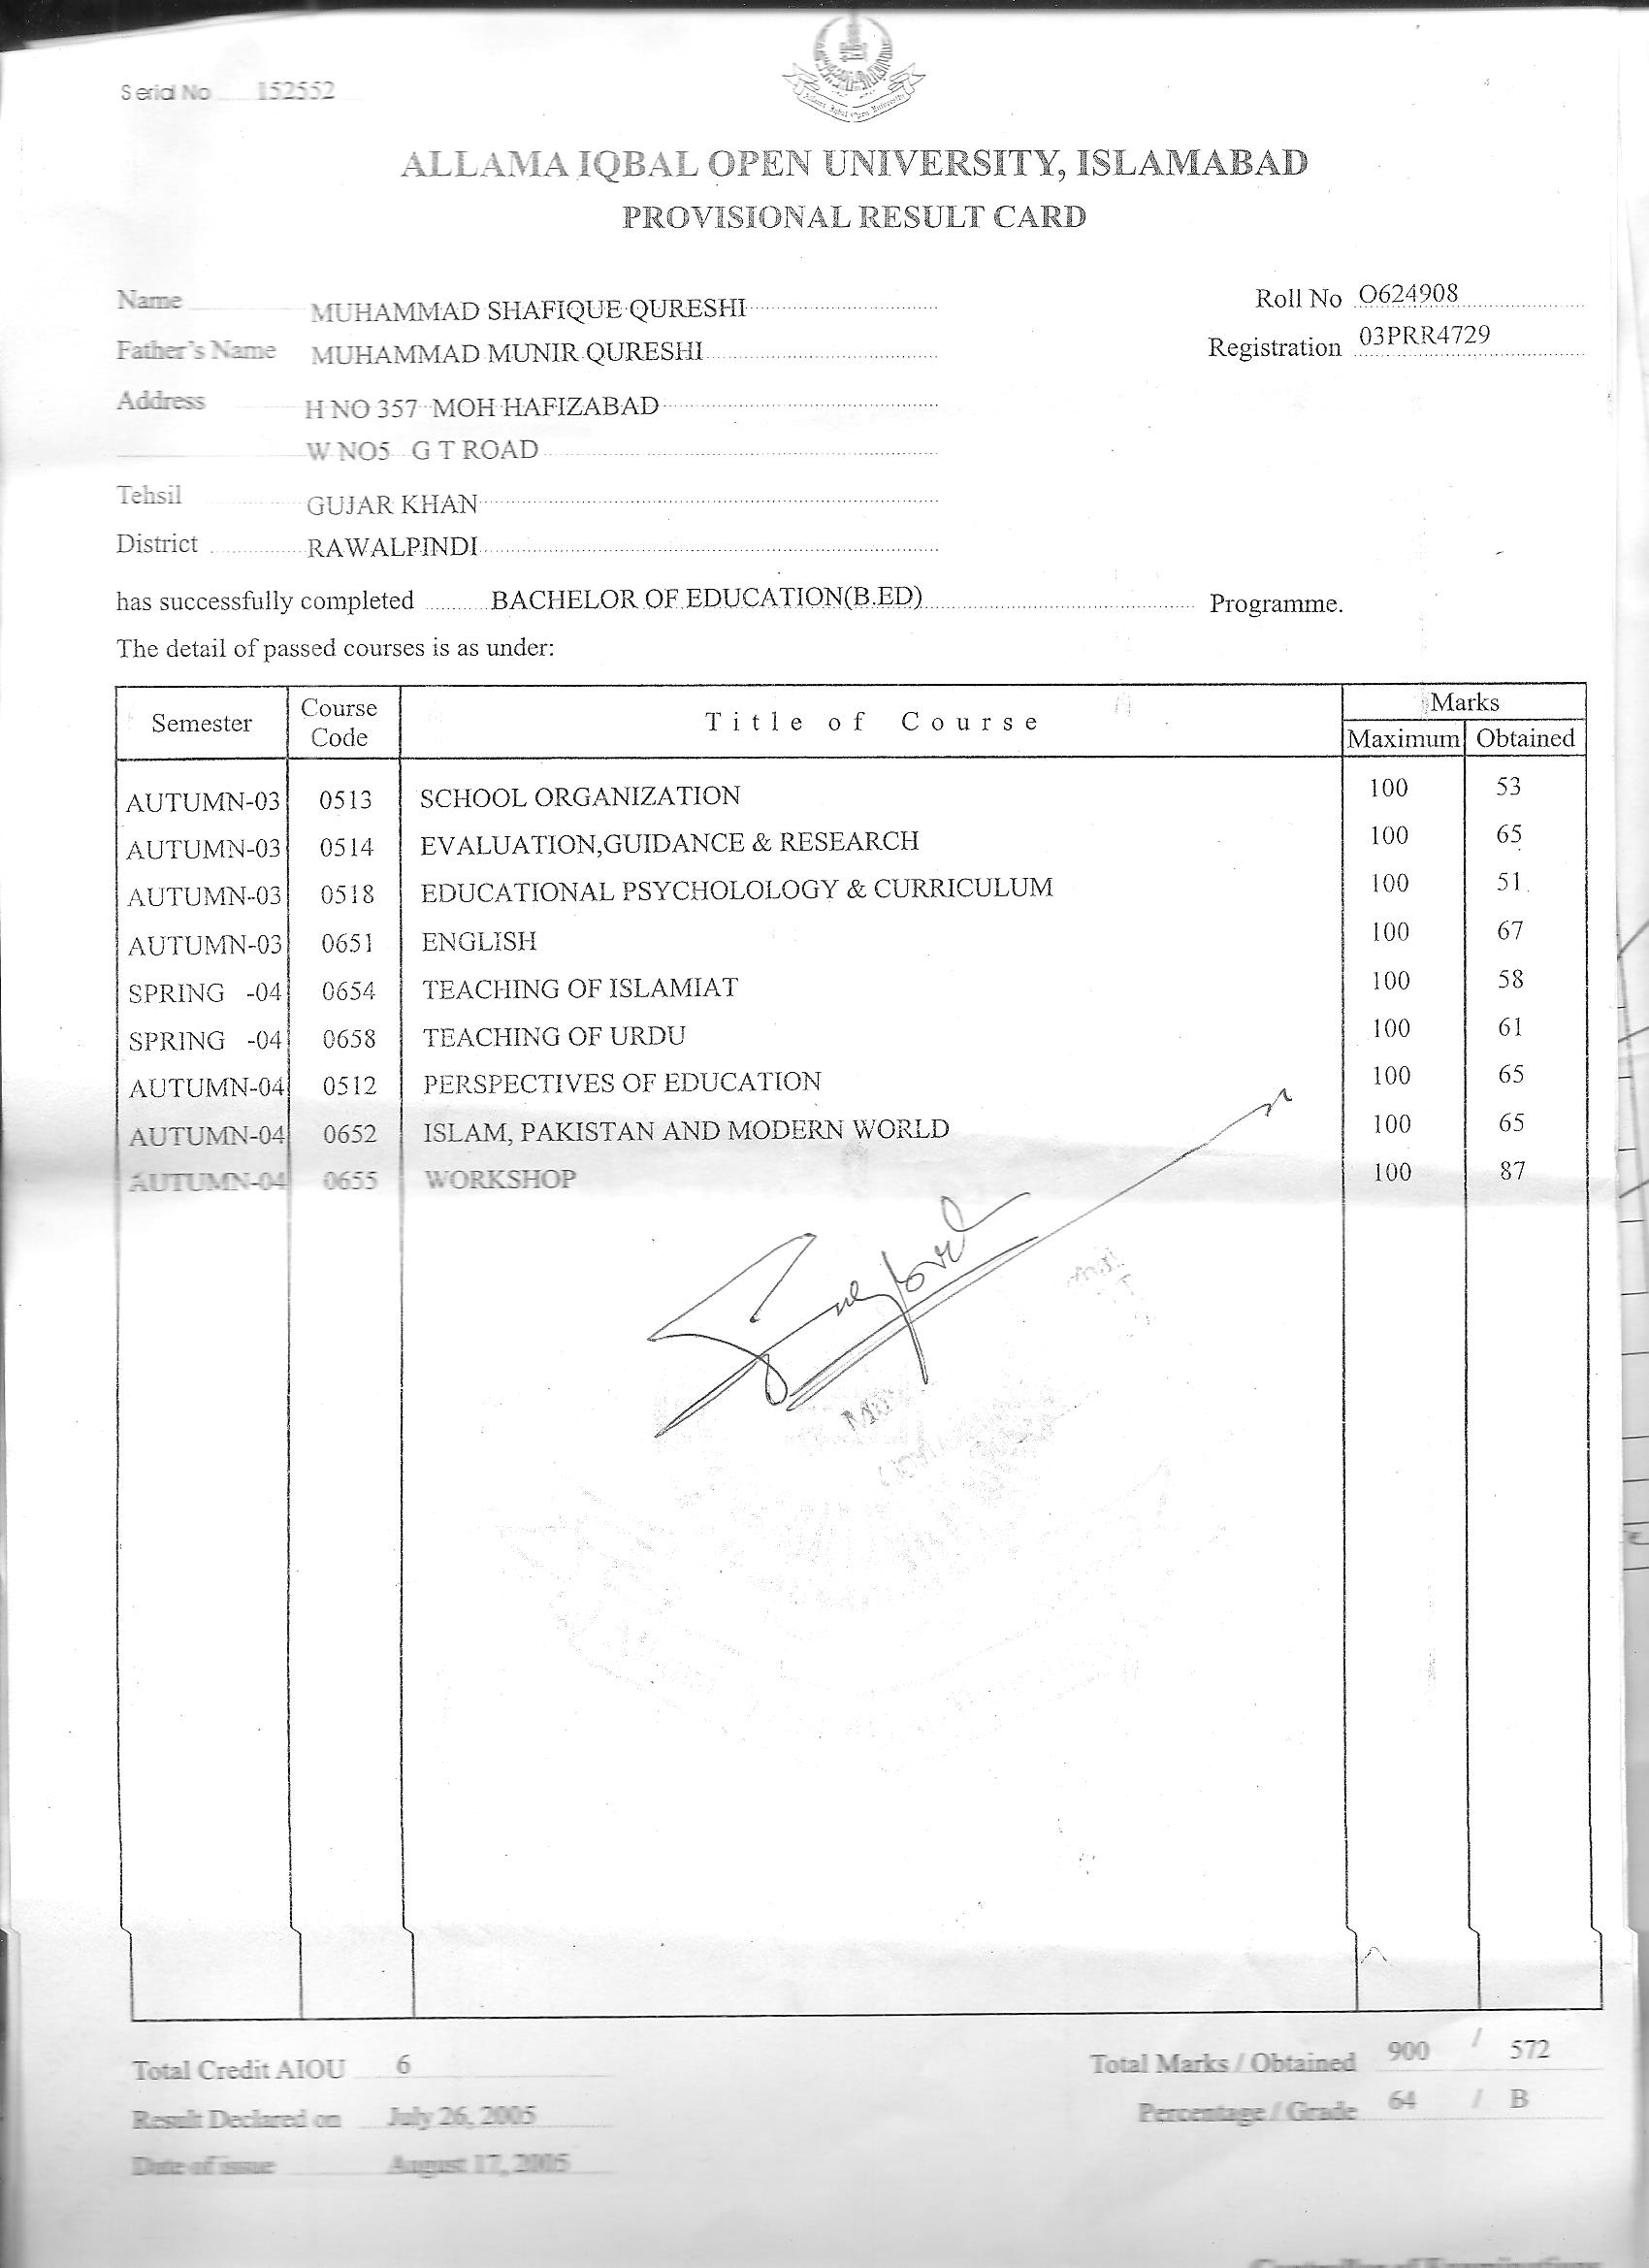 Serial No 152552
Allama Iqbal Open University
ALLAMA IQBAL OPEN UNIVERSITY, ISLAMABAD
PROVISIONAL RESULT CARD
Name MUHAMMAD SHAFIQUE QURESHI Roll No O624908
Father's Name MUHAMMAD MUNIR QURESHI Registration 03PRR4729
Address H NO 357 MOH HAFIZABAD
W NO5 G T ROAD
Tehsil GUJAR KHAN
District RAWALPINDI
has successfully completed BACHELOR OF EDUCATION(B.ED) Programme.
The detail of passed courses is as under:
Semester Course Code Title of Course Marks Maximum Obtained
AUTUMN-03 0513 SCHOOL ORGANIZATION 100 53
AUTUMN-03 0514 EVALUATION,GUIDANCE & RESEARCH 100 65
AUTUMN-03 0518 EDUCATIONAL PSYCHOLOLOGY & CURRICULUM 100 51
AUTUMN-03 0651 ENGLISH 100 67
SPRING -04 0654 TEACHING OF ISLAMIAT 100 58
SPRING -04 0658 TEACHING OF URDU 100 61
AUTUMN-04 0512 PERSPECTIVES OF EDUCATION 100 65
AUTUMN-04 0652 ISLAM, PAKISTAN AND MODERN WORLD 100 65
AUTUMN-04 0655 WORKSHOP 100 87
Total Credit AIOU 6 Total Marks / Obtained 900 / 572
Result Declared on July 26, 2005 Percentage / Grade 64 / B
Date of issue August 17, 2005